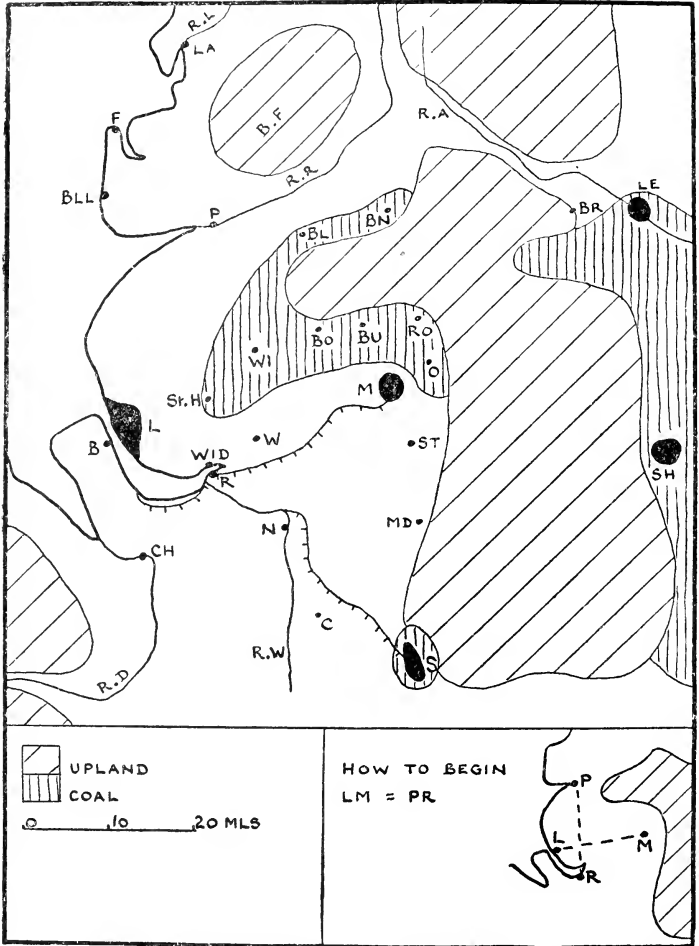 R.L
LA
F
B.F
R.A
R.R
LE
BLL
P
BN
BR
BL
RO
BO
BU
WI
O
St.H
M
L
B
W
ST
WID
R
SH
N
MD
CH
C
R.W
S
R.D
UPLAND
COAL
0 10 20 MLS
HOW TO BEGIN
LM = PR
P
L
M
R